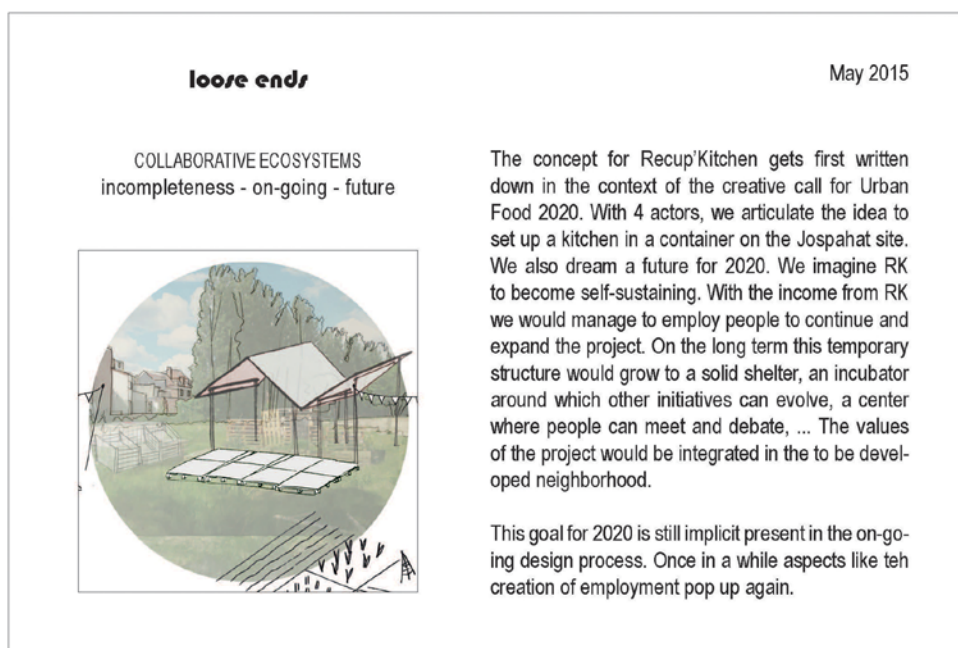 loose ends
May 2015
COLLABORATIVE ECOSYSTEMS
incompleteness - on-going - future
The concept for Recup'Kitchen gets first written
down in the context of the creative call for Urban
Food 2020. With 4 actors, we articulate the idea to
set up a kitchen in a container on the Jospahat site.
We also dream a future for 2020. We imagine RK
to become self-sustaining. With the income from RK
we would manage to employ people to continue and
expand the project. On the long term this temporary
structure would grow to a solid shelter, an incubator
around which other initiatives can evolve, a center
where people can meet and debate, ... The values
of the project would be integrated in the to be devel-
oped neighborhood.
This goal for 2020 is still implicit present in the on-go-
ing design process. Once in a while aspects like teh
creation of employment pop up again.